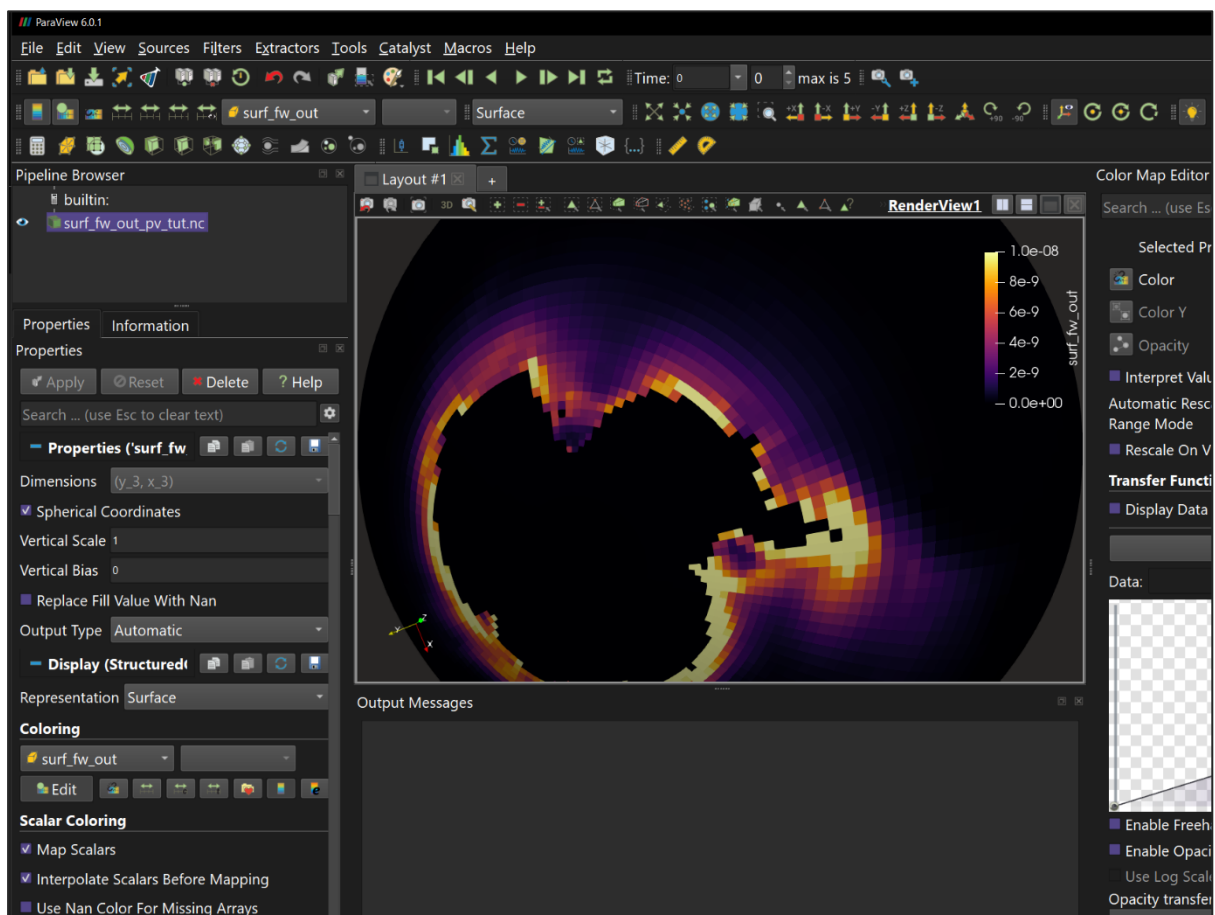 ParaView 6.0.1
File Edit View Sources Filters Extractors Tools Catalyst Macros Help
Time: 0 0 max is 5
surf_fw_out Surface
+X -X +Y -Y +Z -Z +90 -90
Pipeline Browser
builtin:
surf_fw_out_pv_tut.nc
Properties Information
Properties
Apply Reset Delete ? Help
Search ... (use Esc to clear text)
Properties ('surf_fw_
Dimensions (y_3, x_3)
Spherical Coordinates
Vertical Scale 1
Vertical Bias 0
Replace Fill Value With Nan
Output Type Automatic
Display (Structured
Representation Surface
Coloring
surf_fw_out
Edit
Scalar Coloring
Map Scalars
Interpolate Scalars Before Mapping
Use Nan Color For Missing Arrays
Layout #1 +
3D RenderView1
1.0e-08
8e-9
6e-9
4e-9
2e-9
0.0e+00
surf_fw_out
Z
Y
X
Output Messages
Color Map Editor
Search ... (use Es
Selected Pr
Color
Color Y
Opacity
Interpret Valu
Automatic Resc
Range Mode
Rescale On V
Transfer Functi
Display Data
Data:
Enable Freeh
Enable Opaci
Use Log Scal
Opacity transfer